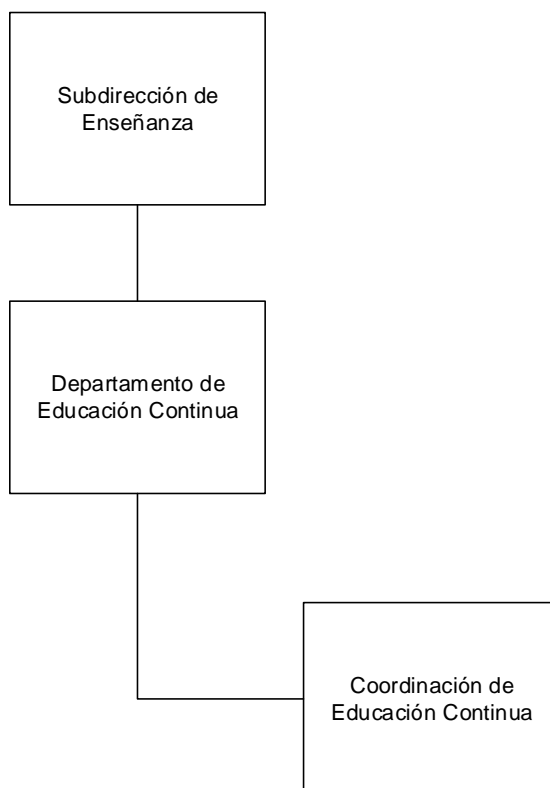 Subdirección de
Enseñanza
Departamento de
Educación Continua
Coordinación de
Educación Continua